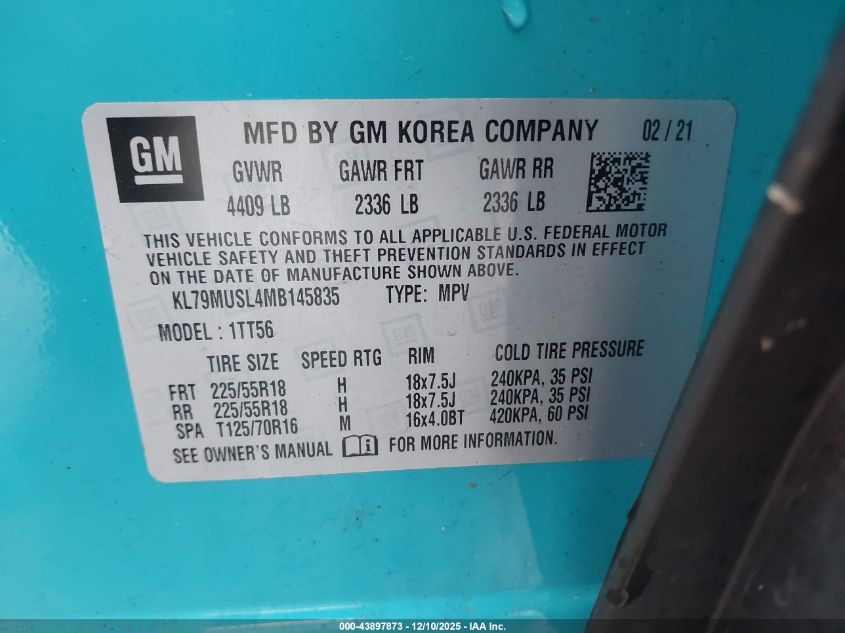 GM MFD BY GM KOREA COMPANY 02/21
GVWR GAWR FRT GAWR RR
4409 LB 2336 LB 2336 LB
THIS VEHICLE CONFORMS TO ALL APPLICABLE U.S. FEDERAL MOTOR
VEHICLE SAFETY AND THEFT PREVENTION STANDARDS IN EFFECT
ON THE DATE OF MANUFACTURE SHOWN ABOVE.
KL79MUSL4MB145835 TYPE: MPV
MODEL : 1TT56
TIRE SIZE SPEED RTG RIM COLD TIRE PRESSURE
FRT 225/55R18 H 18x7.5J 240KPA, 35 PSI
RR 225/55R18 H 18x7.5J 240KPA, 35 PSI
SPA T125/70R16 M 16x4.0BT 420KPA, 60 PSI
SEE OWNER'S MANUAL FOR MORE INFORMATION.
000-43897873 – 12/10/2025 – IAA Inc.